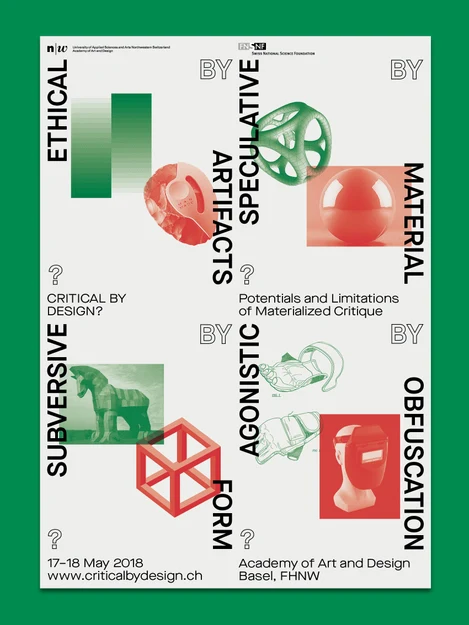 n|w University of Applied Sciences and Arts Northwestern Switzerland
Academy of Art and Design
FNSNF
SWISS NATIONAL SCIENCE FOUNDATION
ETHICAL
BY
ARTIFACTS
?
CRITICAL BY
DESIGN?
SPECULATIVE
BY
MATERIAL
?
Potentials and Limitations
of Materialized Critique
SUBVERSIVE
BY
FORM
?
17–18 May 2018
www.criticalbydesign.ch
AGONISTIC
BY
OBFUSCATION
?
Academy of Art and Design
Basel, FHNW